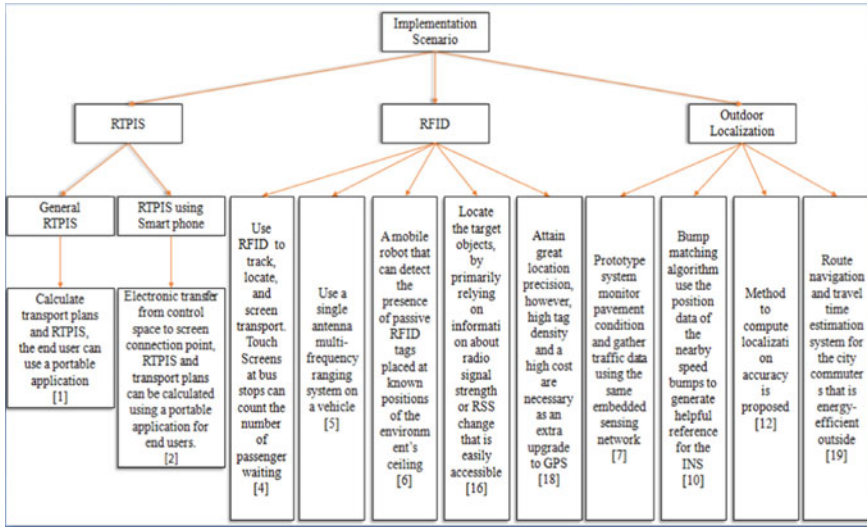 Implementation
Scenario
RTPIS
RFID
Outdoor
Localization
General
RTPIS
RTPIS using
Smart phone
Calculate
transport plans
and RTPIS,
the end user can
use a portable
application
[1]
Electronic transfer
from control
space to screen
connection point,
RTPIS and
transport plans
can be calculated
using a portable
application for
end users.
[2]
Use
RFID to
track,
locate,
and
screen
transport.
Touch
Screens
at bus
stops can
count the
number
of
passenger
waiting
[4]
Use a
single
antenna
multi-
frequency
ranging
system on
a vehicle
[5]
A mobile
robot that
can detect
the
presence
of passive
RFID
tags
placed at
known
positions
of the
environm
ent's
ceiling
[6]
Locate
the target
objects,
by
primarily
relying
on
informati
on about
radio
signal
strength
or RSS
change
that is
easily
accessible
[16]
Attain
great
location
precision,
however,
high tag
density
and a
high cost
are
necessary
as an
extra
upgrade
to GPS
[18]
Prototype
system
monitor
pavement
condition
and
gather
traffic
data
using the
same
embedded
sensing
network
[7]
Bump
matching
algorithm
use the
position
data of
the
nearby
speed
bumps to
generate
helpful
reference
for the
INS
[10]
Method
to
compute
localizati
on
accuracy
is
proposed
[12]
Route
navigation
and travel
time
estimation
system for
the city
commuter
s that is
energy-
efficient
outside
[19]